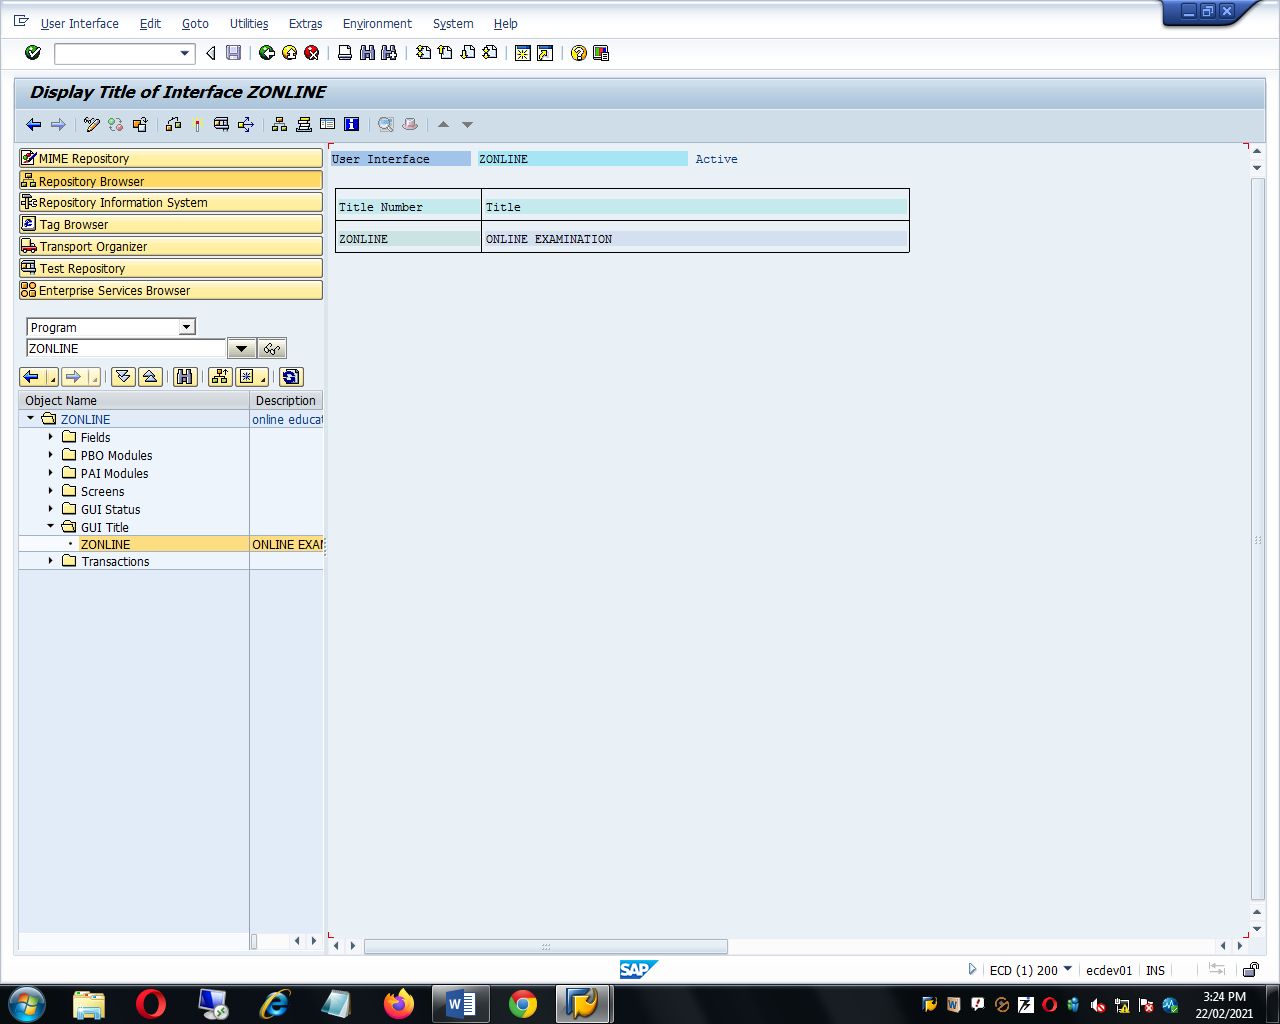 User Interface Edit Goto Utilities Extras Environment System Help
Display Title of Interface ZONLINE
MIME Repository
Repository Browser
Repository Information System
Tag Browser
Transport Organizer
Test Repository
Enterprise Services Browser
Program
ZONLINE
Object Name Description
ZONLINE online educat
Fields
PBO Modules
PAI Modules
Screens
GUI Status
GUI Title
ZONLINE ONLINE EXAM
Transactions
User Interface ZONLINE Active
Title Number Title
ZONLINE ONLINE EXAMINATION
SAP
ECD (1) 200 ecdev01 INS
3:24 PM
22/02/2021